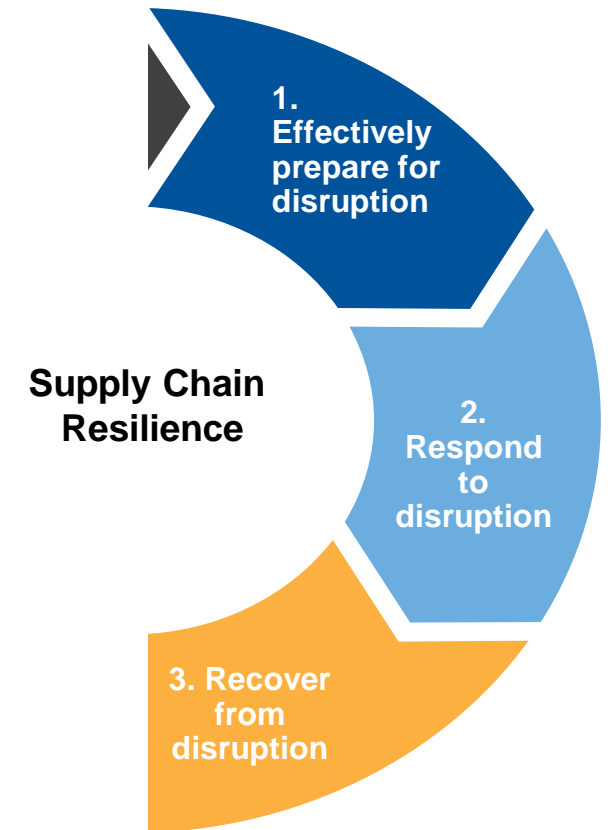 1.
Effectively
prepare for
disruption
Supply Chain
Resilience
2.
Respond
to
disruption
3. Recover
from
disruption